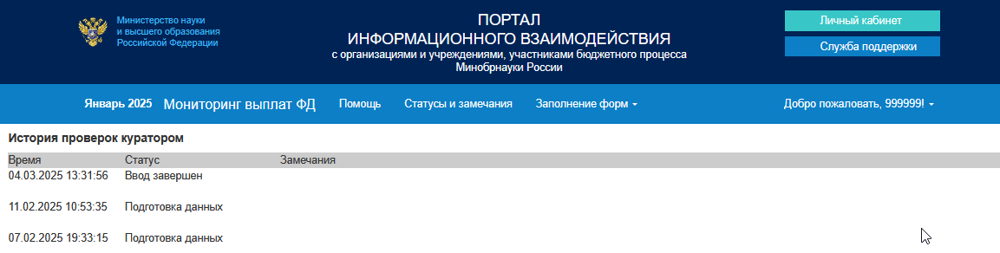 Министерство науки
и высшего образования
Российской Федерации
ПОРТАЛ
ИНФОРМАЦИОННОГО ВЗАИМОДЕЙСТВИЯ
с организациями и учреждениями, участниками бюджетного процесса
Минобрнауки России
Личный кабинет
Служба поддержки
Январь 2025 Мониторинг выплат ФД Помощь Статусы и замечания Заполнение форм Добро пожаловать, 999999!
История проверок куратором
Время Статус Замечания
04.03.2025 13:31:56 Ввод завершен
11.02.2025 10:53:35 Подготовка данных
07.02.2025 19:33:15 Подготовка данных